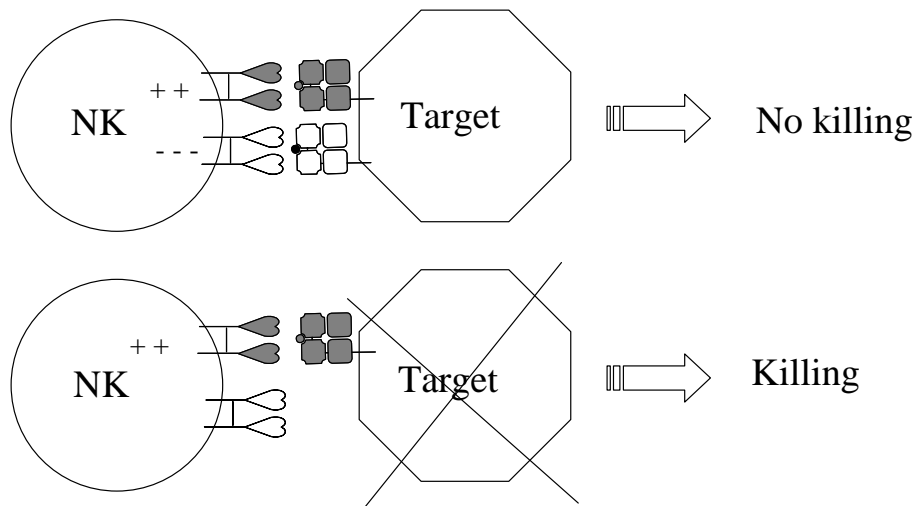 + +
NK
Target
No killing
- - -
+ +
NK
Target
Killing